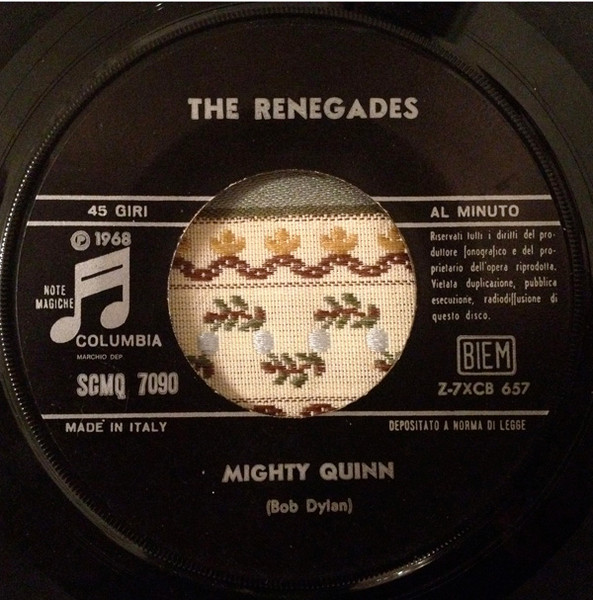 THE RENEGADES
45 GIRI
AL MINUTO
℗ 1968
NOTE
MAGICHE
COLUMBIA
MARCHIO DEP
SCMQ 7090
Riservati tutti i diritti del pro-
duttore fonografico e del pro-
prietario dell'opera riprodotta.
Vietata duplicazione, pubblica
esecuzione, radiodiffusione di
questo disco.
BIEM
Z-7XCB 657
MADE IN ITALY
DEPOSITATO A NORMA DI LEGGE
MIGHTY QUINN
(Bob Dylan)